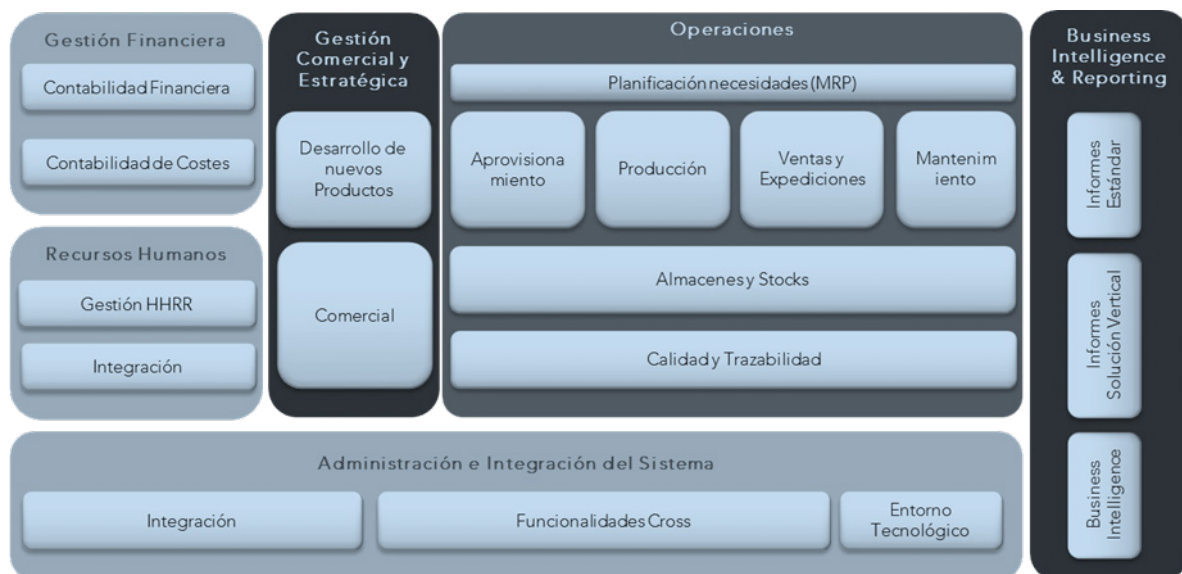 Gestión Financiera
Contabilidad Financiera
Contabilidad de Costes
Recursos Humanos
Gestión HHRR
Integración
Gestión
Comercial y
Estratégica
Desarrollo de
nuevos
Productos
Comercial
Operaciones
Planificación necesidades (MRP)
Aprovisiona
miento
Producción
Ventas y
Expediciones
Mantenim
iento
Almacenes y Stocks
Calidad y Trazabilidad
Business
Intelligence
& Reporting
Informes
Estándar
Informes
Solución Vertical
Business
Intelligence
Administración e Integración del Sistema
Integración
Funcionalidades Cross
Entorno
Tecnológico